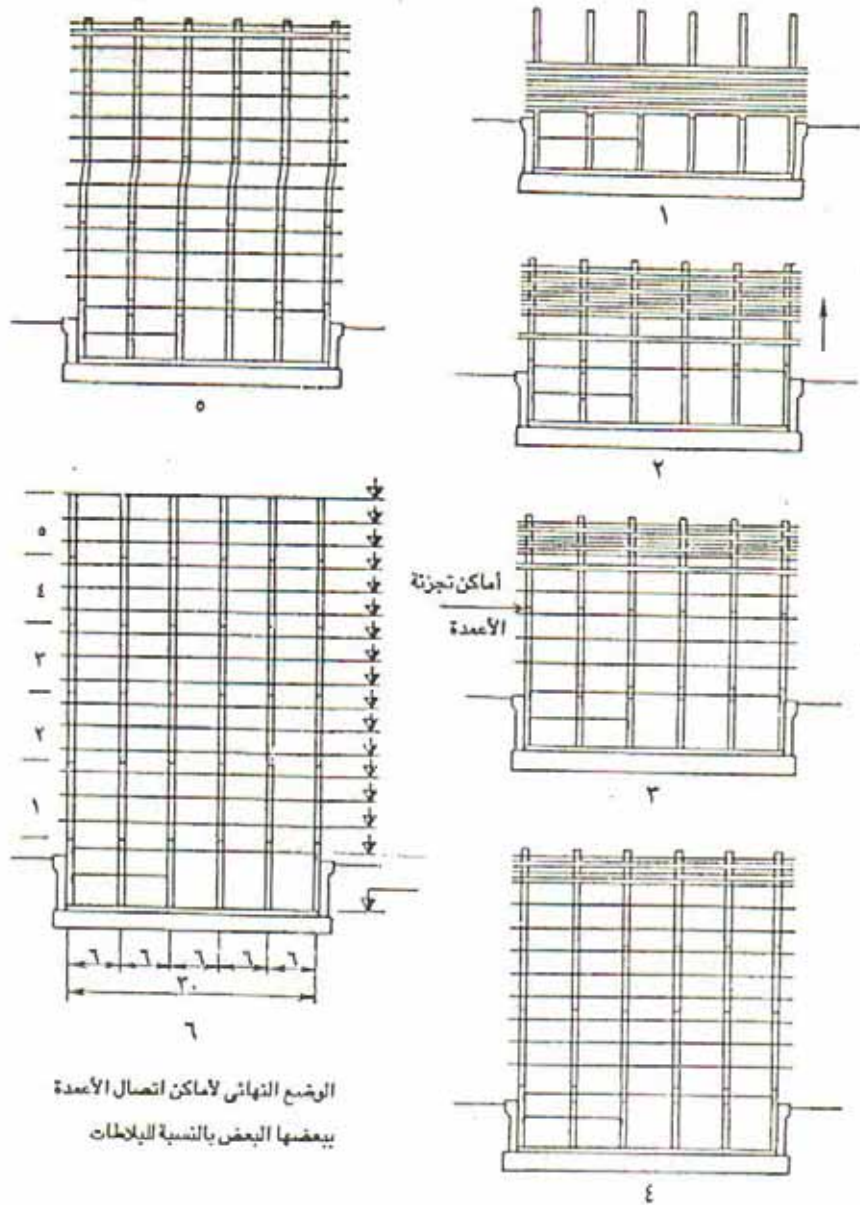 ١
٢
أماكن تجزئة
الأعمدة
٣
٤
٥
٥
٤
٣
٢
١
٦ ٦ ٦ ٦ ٦
٣٠
٦
الوضع النهائى لأماكن اتصال الأعمدة
ببعضها البعض بالنسبة للبلاطات